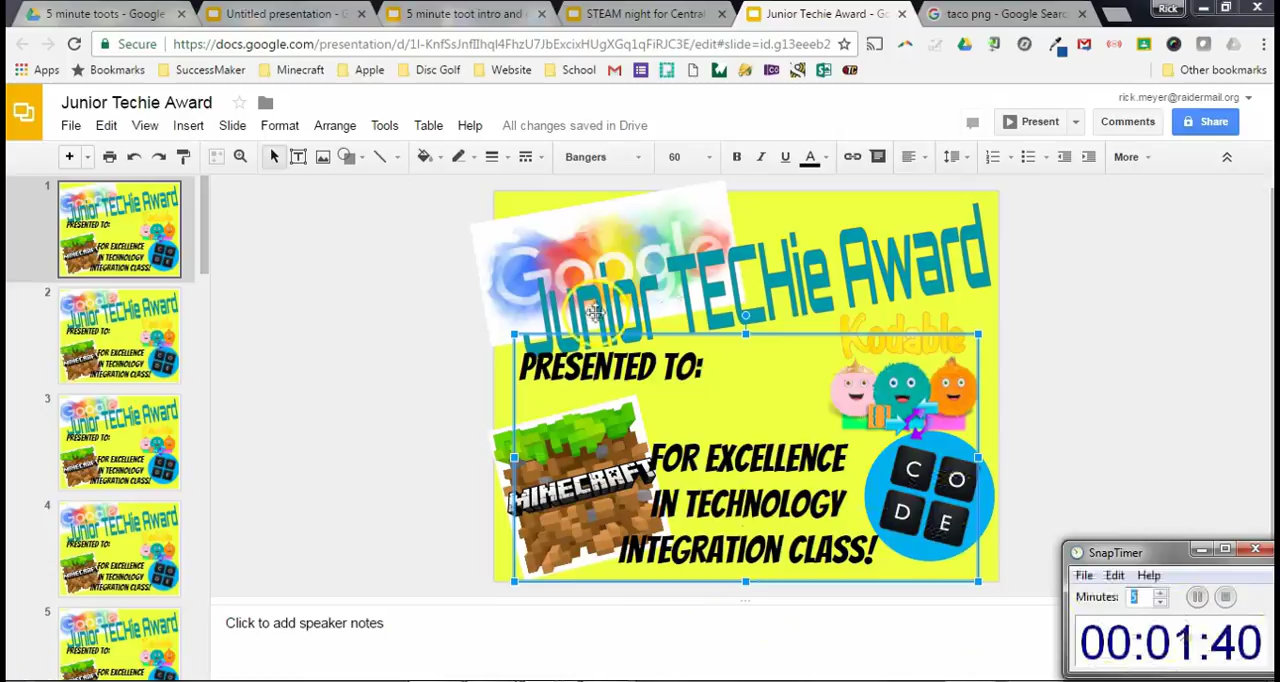 5 minute toots - Google
Untitled presentation - G
5 minute toot intro and
STEAM night for Central
Junior Techie Award - Go
taco png - Google Searc
Rick
Secure
https://docs.google.com/presentation/d/1l-KnfSsJnfIlhqI4FhzU7JbExcixHUgXGq1qFiRJC3E/edit#slide=id.g13eeeb2
Apps
Bookmarks
SuccessMaker
Minecraft
Apple
Disc Golf
Website
School
Other bookmarks
Junior Techie Award
rick.meyer@raidermail.org
File Edit View Insert Slide Format Arrange Tools Table Help All changes saved in Drive
Present
Comments
Share
Bangers
60
B I U A
More
1
2
3
4
5
Google
Junior TECHie Award
Kodable
PRESENTED TO:
MINECRAFT
FOR EXCELLENCE
IN TECHNOLOGY
INTEGRATION CLASS!
C O
D E
Click to add speaker notes
SnapTimer
File Edit Help
Minutes: 5
00:01:40